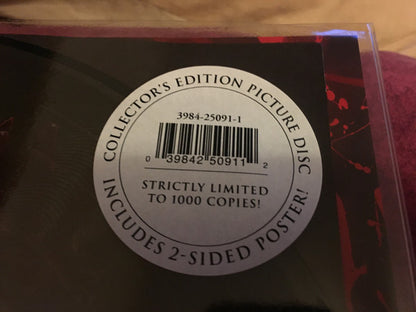 COLLECTOR'S EDITION PICTURE DISC
3984-25091-1
0 39842 50911 2
STRICTLY LIMITED
TO 1000 COPIES!
INCLUDES 2-SIDED POSTER!